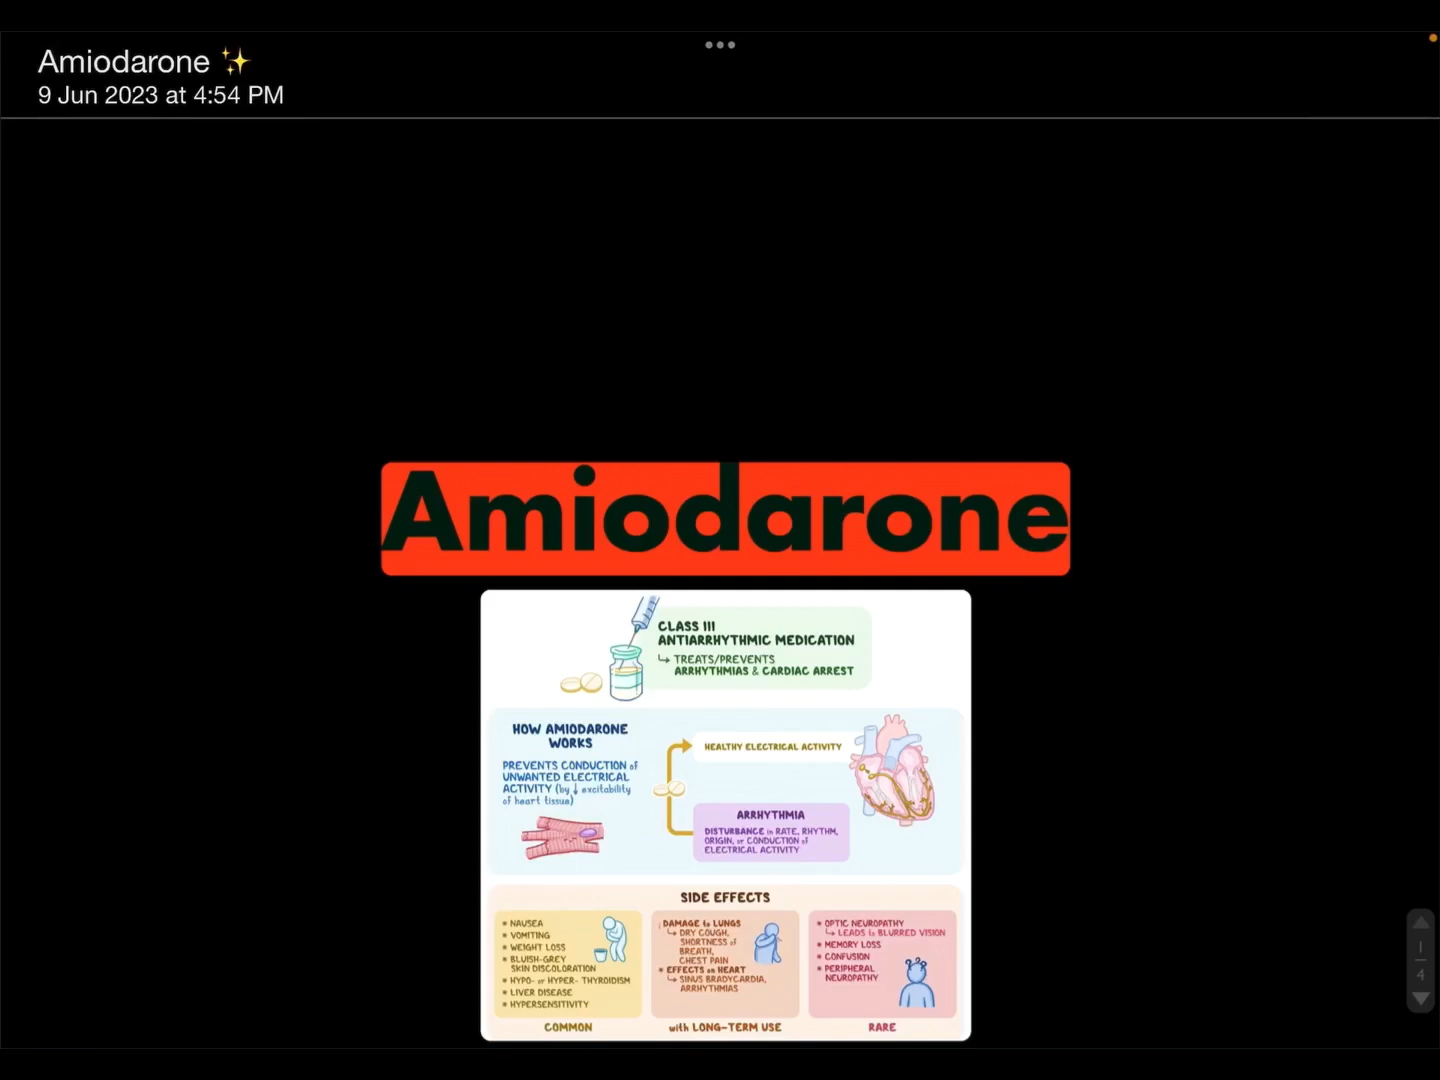 Amiodarone ✨
9 Jun 2023 at 4:54 PM
Amiodarone
CLASS III
ANTIARRHYTHMIC MEDICATION
↳ TREATS/PREVENTS
ARRHYTHMIAS & CARDIAC ARREST
HOW AMIODARONE
WORKS
PREVENTS CONDUCTION of
UNWANTED ELECTRICAL
ACTIVITY (by ↓ excitability
of heart tissue)
HEALTHY ELECTRICAL ACTIVITY
ARRHYTHMIA
DISTURBANCE in RATE, RHYTHM,
ORIGIN, or CONDUCTION of
ELECTRICAL ACTIVITY
SIDE EFFECTS
* NAUSEA
* VOMITING
* WEIGHT LOSS
* BLUISH-GREY
SKIN DISCOLORATION
* HYPO- or HYPER- THYROIDISM
* LIVER DISEASE
* HYPERSENSITIVITY
COMMON
DAMAGE to LUNGS
↳ DRY COUGH,
SHORTNESS of
BREATH,
CHEST PAIN
* EFFECTS on HEART
↳ SINUS BRADYCARDIA,
ARRHYTHMIAS
with LONG-TERM USE
* OPTIC NEUROPATHY
↳ LEADS to BLURRED VISION
* MEMORY LOSS
* CONFUSION
* PERIPHERAL
NEUROPATHY
RARE
1
4